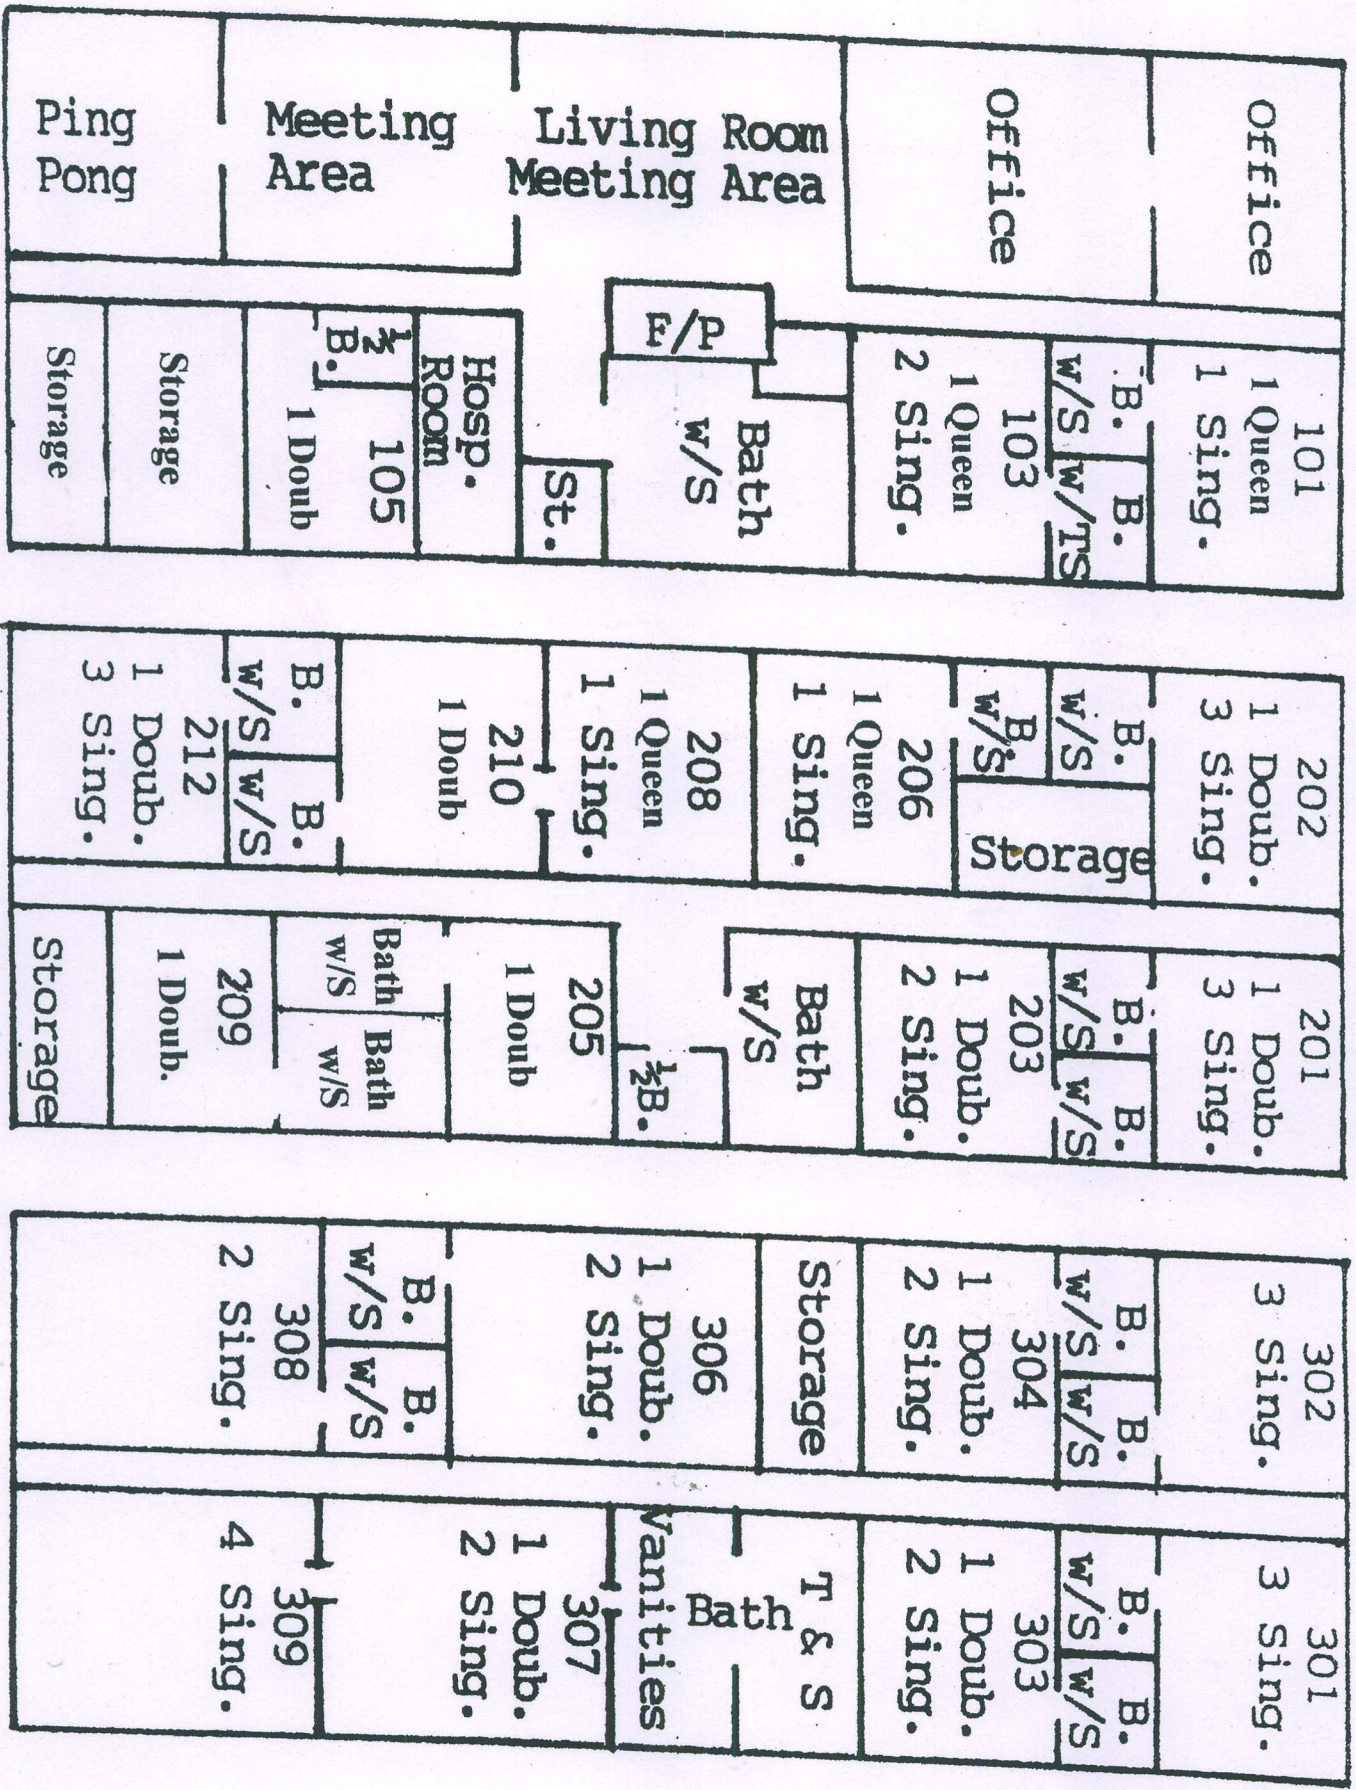 Ping
Pong
Meeting
Area
Living Room
Meeting Area
Office
Office
Storage
Storage
½
B.
105
1 Doub
Hosp.
Room
St.
F/P
Bath
w/S
103
1 Queen
2 Sing.
B.
w/S
B.
w/TS
101
1 Queen
1 Sing.
212
1 Doub.
3 Sing.
B.
w/S
B.
w/S
210
1 Doub
208
1 Queen
1 Sing.
206
1 Queen
1 Sing.
B.
w/S
B.
w/S
Storage
202
1 Doub.
3 Sing.
Storage
209
1 Doub.
Bath
w/S
Bath
w/S
205
1 Doub
½B.
Bath
w/S
203
1 Doub.
2 Sing.
B.
w/S
B.
w/S
201
1 Doub.
3 Sing.
308
2 Sing.
B.
w/S
B.
w/S
306
1 Doub.
2 Sing.
Storage
304
1 Doub.
2 Sing.
B.
w/S
B.
w/S
302
3 Sing.
309
4 Sing.
307
1 Doub.
2 Sing.
Vanities
Bath
T & S
303
1 Doub.
2 Sing.
B.
w/S
B.
w/S
301
3 Sing.